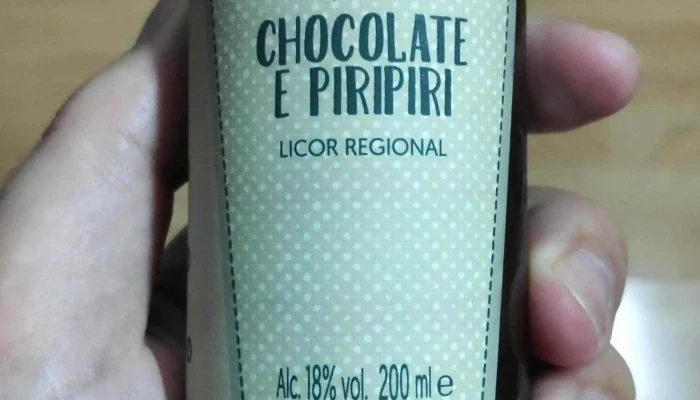 CHOCOLATE
E PIRIPIRI
LICOR REGIONAL
Alc. 18% vol. 200 ml e